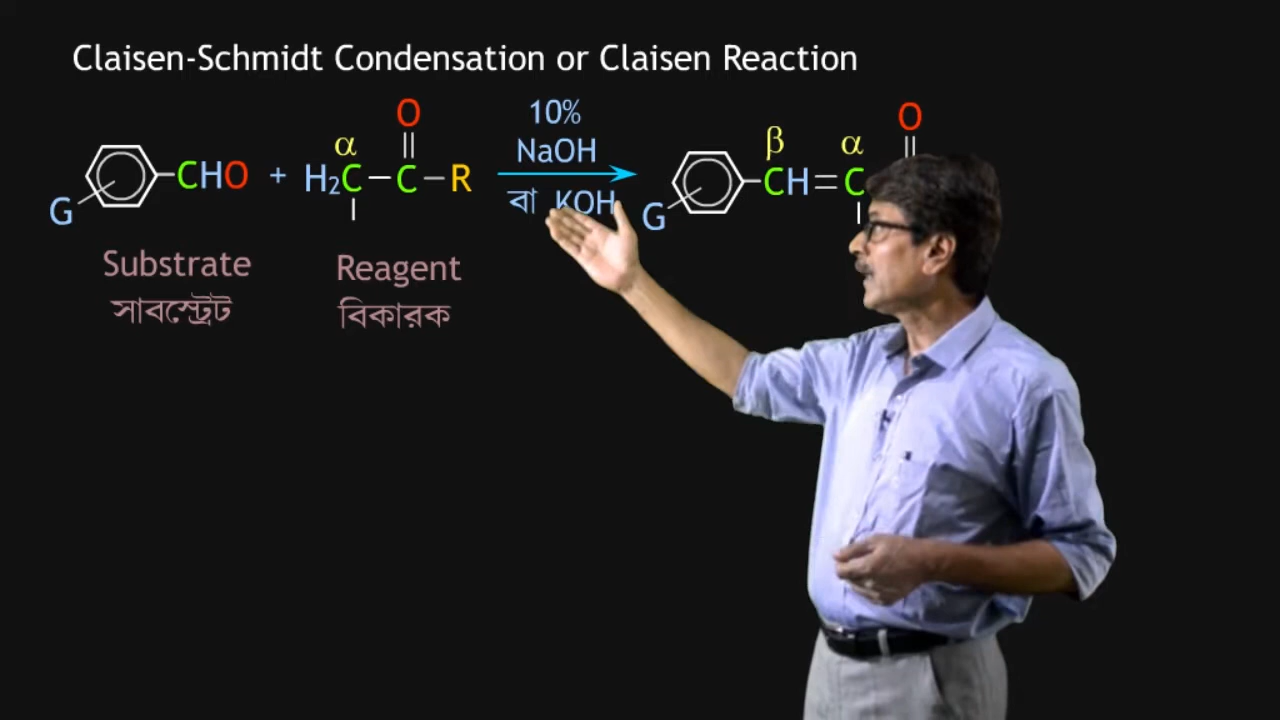 Claisen-Schmidt Condensation or Claisen Reaction
G CHO + H₂C α C O R
10%
NaOH
বা KOH
G β CH=C α O
Substrate Reagent
সাবস্ট্রেট বিকারক